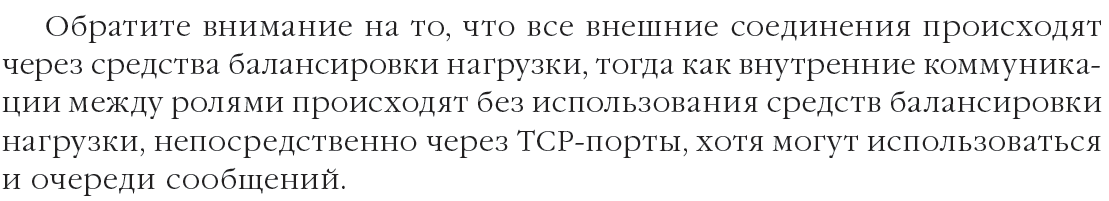 Обратите внимание на то, что все внешние соединения происходят
через средства балансировки нагрузки, тогда как внутренние коммуника-
ции между ролями происходят без использования средств балансировки
нагрузки, непосредственно через TCP-порты, хотя могут использоваться
и очереди сообщений.